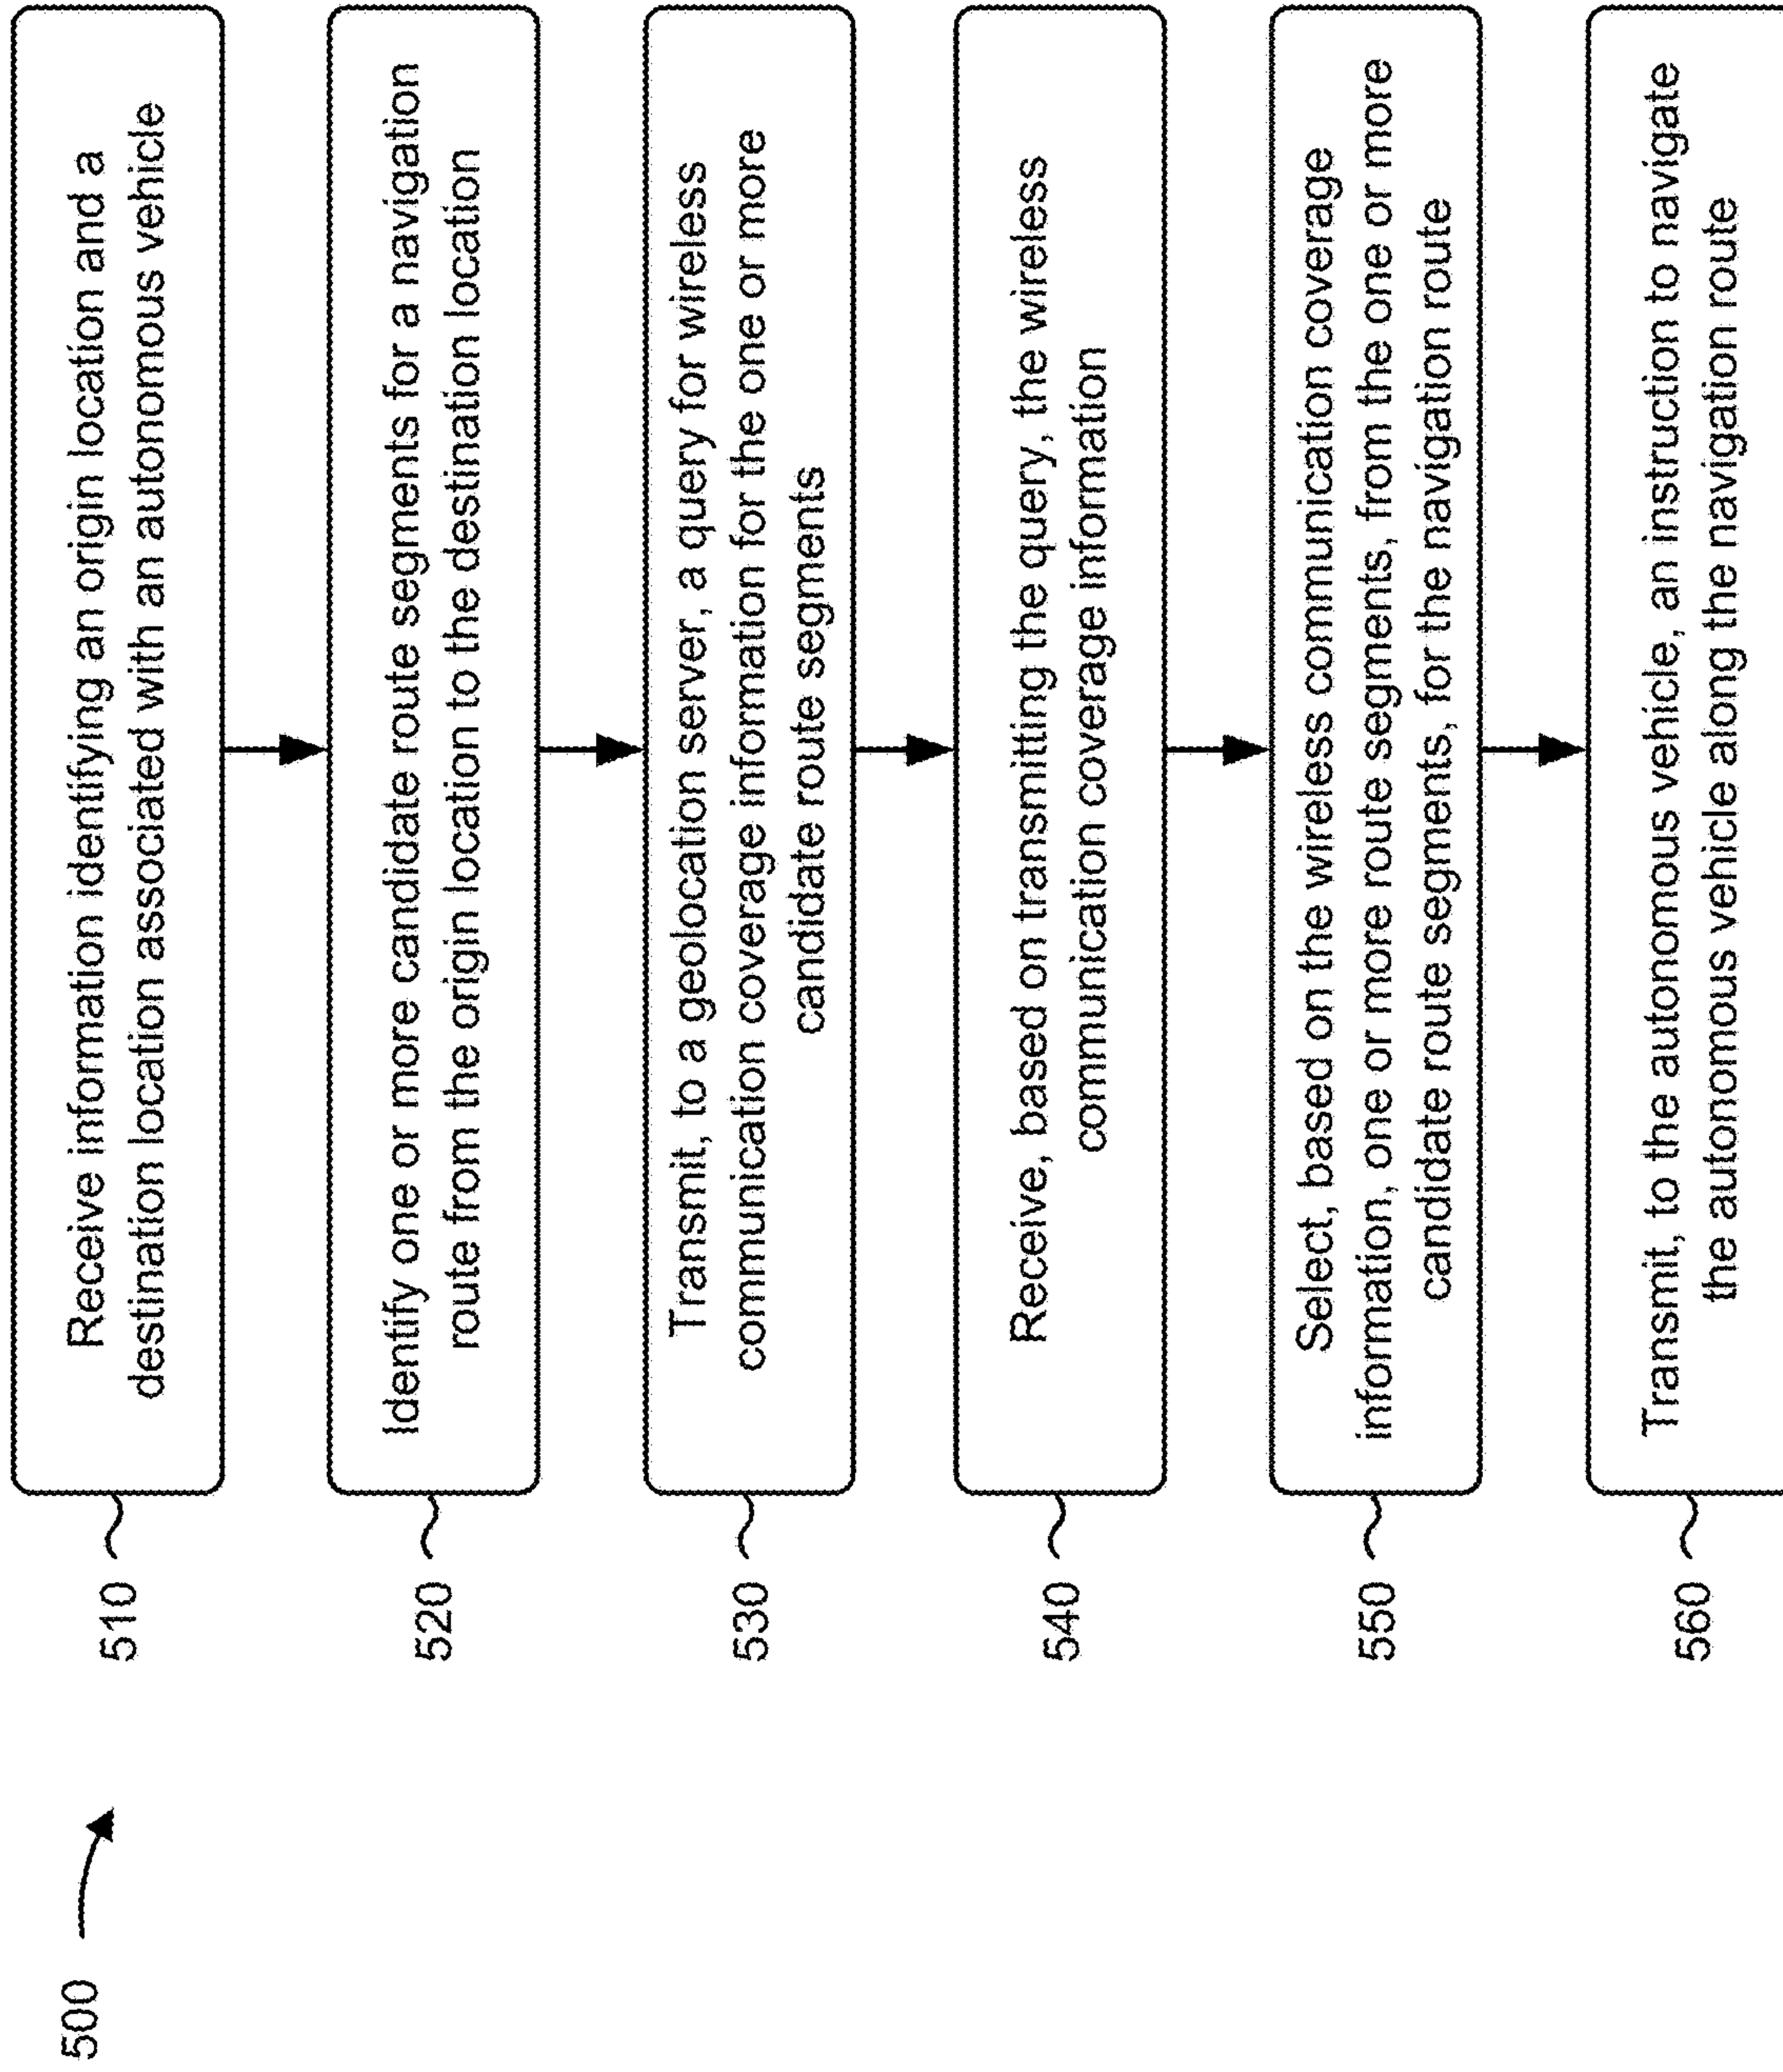 500
510
Receive information identifying an origin location and a
destination location associated with an autonomous vehicle
520
Identify one or more candidate route segments for a navigation
route from the origin location to the destination location
530
Transmit, to a geolocation server, a query for wireless
communication coverage information for the one or more
candidate route segments
540
Receive, based on transmitting the query, the wireless
communication coverage information
550
Select, based on the wireless communication coverage
information, one or more route segments, from the one or more
candidate route segments, for the navigation route
560
Transmit, to the autonomous vehicle, an instruction to navigate
the autonomous vehicle along the navigation route